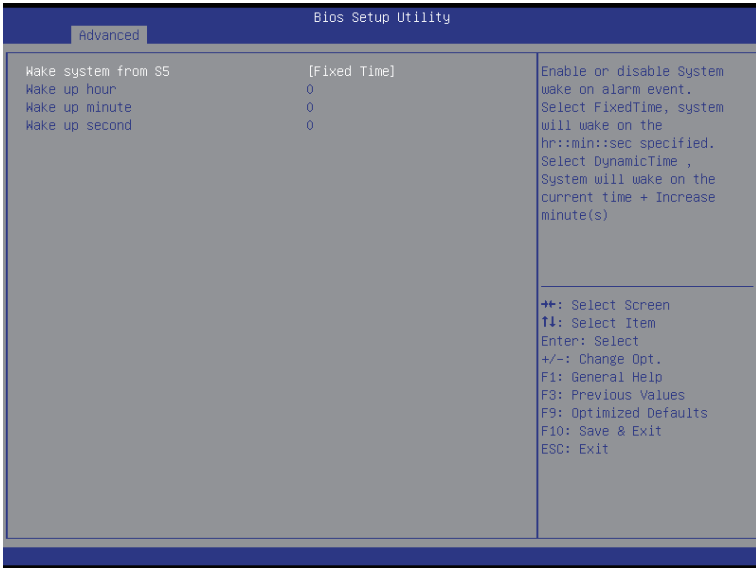 Bios Setup Utility
Advanced
Wake system from S5 [Fixed Time]
Wake up hour 0
Wake up minute 0
Wake up second 0
Enable or disable System
wake on alarm event.
Select FixedTime, system
will wake on the
hr::min::sec specified.
Select DynamicTime ,
System will wake on the
current time + Increase
minute(s)
→←: Select Screen
↑↓: Select Item
Enter: Select
+/-: Change Opt.
F1: General Help
F3: Previous Values
F9: Optimized Defaults
F10: Save & Exit
ESC: Exit